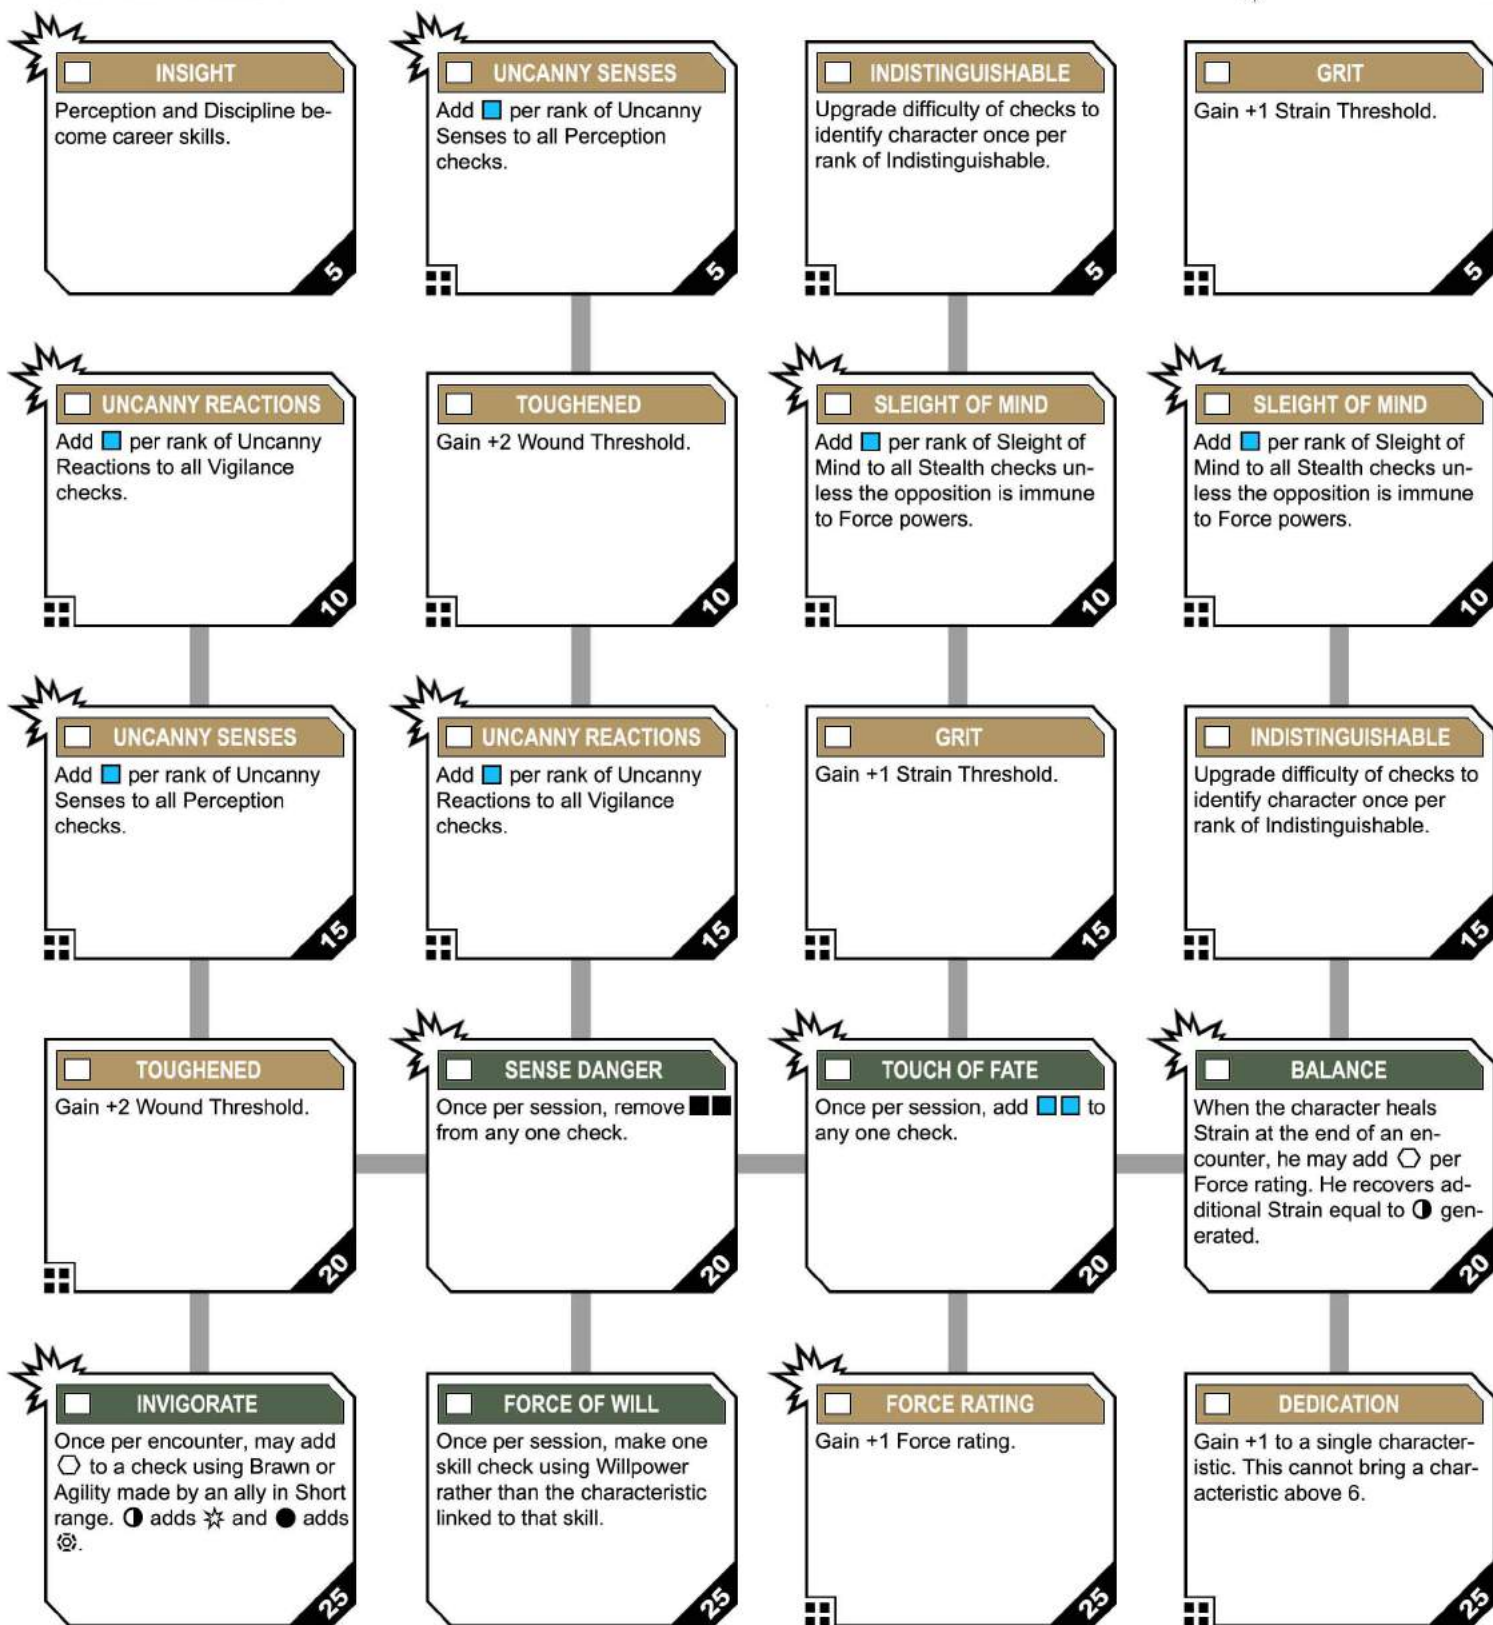 INSIGHT
Perception and Discipline be-
come career skills.
5
UNCANNY SENSES
Add per rank of Uncanny
Senses to all Perception
checks.
5
INDISTINGUISHABLE
Upgrade difficulty of checks to
identify character once per
rank of Indistinguishable.
5
GRIT
Gain +1 Strain Threshold.
5
UNCANNY REACTIONS
Add per rank of Uncanny
Reactions to all Vigilance
checks.
10
TOUGHENED
Gain +2 Wound Threshold.
10
SLEIGHT OF MIND
Add per rank of Sleight of
Mind to all Stealth checks un-
less the opposition is immune
to Force powers.
10
SLEIGHT OF MIND
Add per rank of Sleight of
Mind to all Stealth checks un-
less the opposition is immune
to Force powers.
10
UNCANNY SENSES
Add per rank of Uncanny
Senses to all Perception
checks.
15
UNCANNY REACTIONS
Add per rank of Uncanny
Reactions to all Vigilance
checks.
15
GRIT
Gain +1 Strain Threshold.
15
INDISTINGUISHABLE
Upgrade difficulty of checks to
identify character once per
rank of Indistinguishable.
15
TOUGHENED
Gain +2 Wound Threshold.
20
SENSE DANGER
Once per session, remove
from any one check.
20
TOUCH OF FATE
Once per session, add to
any one check.
20
BALANCE
When the character heals
Strain at the end of an en-
counter, he may add per
Force rating. He recovers ad-
ditional Strain equal to gen-
erated.
20
INVIGORATE
Once per encounter, may add
to a check using Brawn or
Agility made by an ally in Short
range. adds and adds
.
25
FORCE OF WILL
Once per session, make one
skill check using Willpower
rather than the characteristic
linked to that skill.
25
FORCE RATING
Gain +1 Force rating.
25
DEDICATION
Gain +1 to a single character-
istic. This cannot bring a char-
acteristic above 6.
25